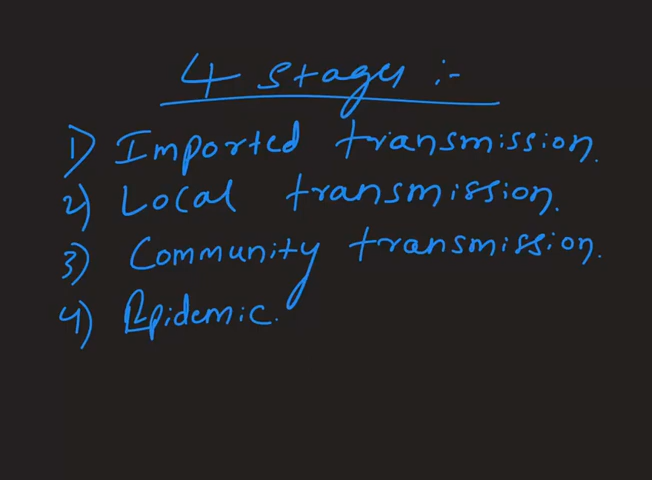 4 stages :-
1) Imported transmission.
2) Local transmission.
3) Community transmission.
4) Epidemic.